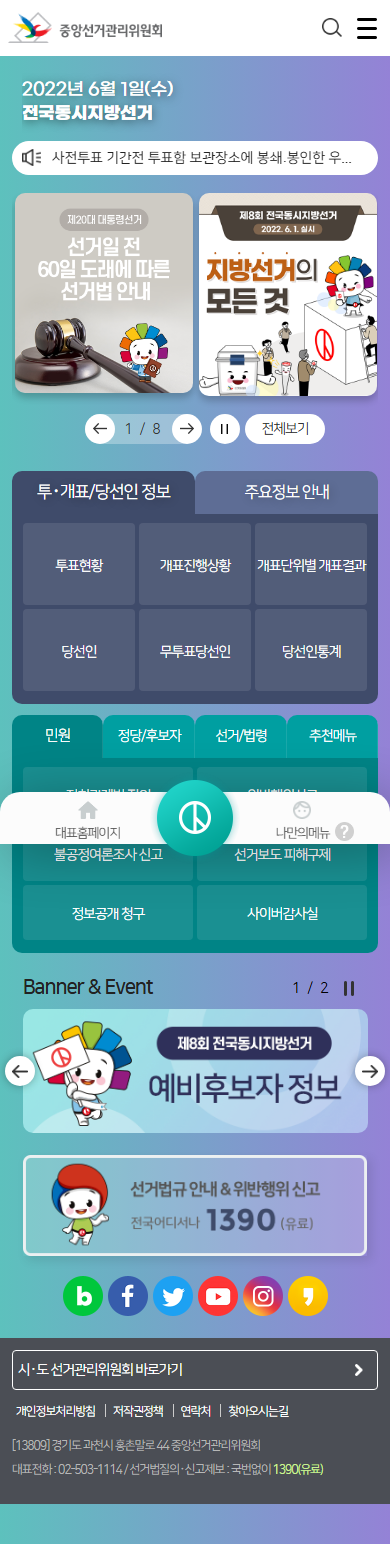 중앙선거관리위원회
2022년 6월 1일(수)
전국동시지방선거
사전투표 기간전 투표함 보관장소에 봉쇄.봉인한 우...
제20대 대통령선거
선거일 전
60일 도래에 따른
선거법 안내
제8회 전국동시지방선거
2022. 6. 1. 실시
지방선거의
모든 것
1 / 8
전체보기
투·개표/당선인 정보
주요정보 안내
투표현황
개표진행상황
개표단위별 개표결과
당선인
무투표당선인
당선인통계
민원
정당/후보자
선거/법령
추천메뉴
대표홈페이지
나만의메뉴 ?
불공정여론조사 신고
선거보도 피해구제
정보공개 청구
사이버감사실
Banner & Event
1 / 2
제8회 전국동시지방선거
예비후보자 정보
선거법규 안내 & 위반행위 신고
전국어디서나 1390 (유료)
시·도 선거관리위원회 바로가기
개인정보처리방침
저작권정책
연락처
찾아오시는길
[13809] 경기도 과천시 홍촌말로 44 중앙선거관리위원회
대표전화 : 02-503-1114 / 선거법질의·신고제보 : 국번없이 1390(유료)